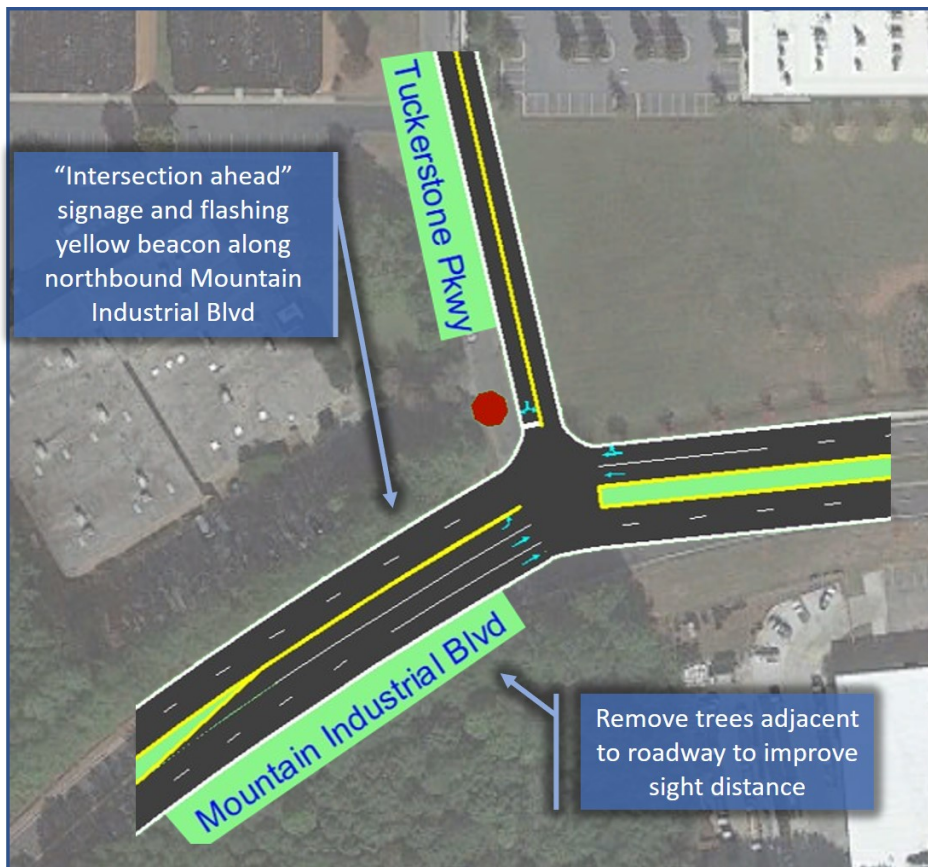 Tuckerstone Pkwy
“Intersection ahead”
signage and flashing
yellow beacon along
northbound Mountain
Industrial Blvd
Mountain Industrial Blvd
Remove trees adjacent
to roadway to improve
sight distance